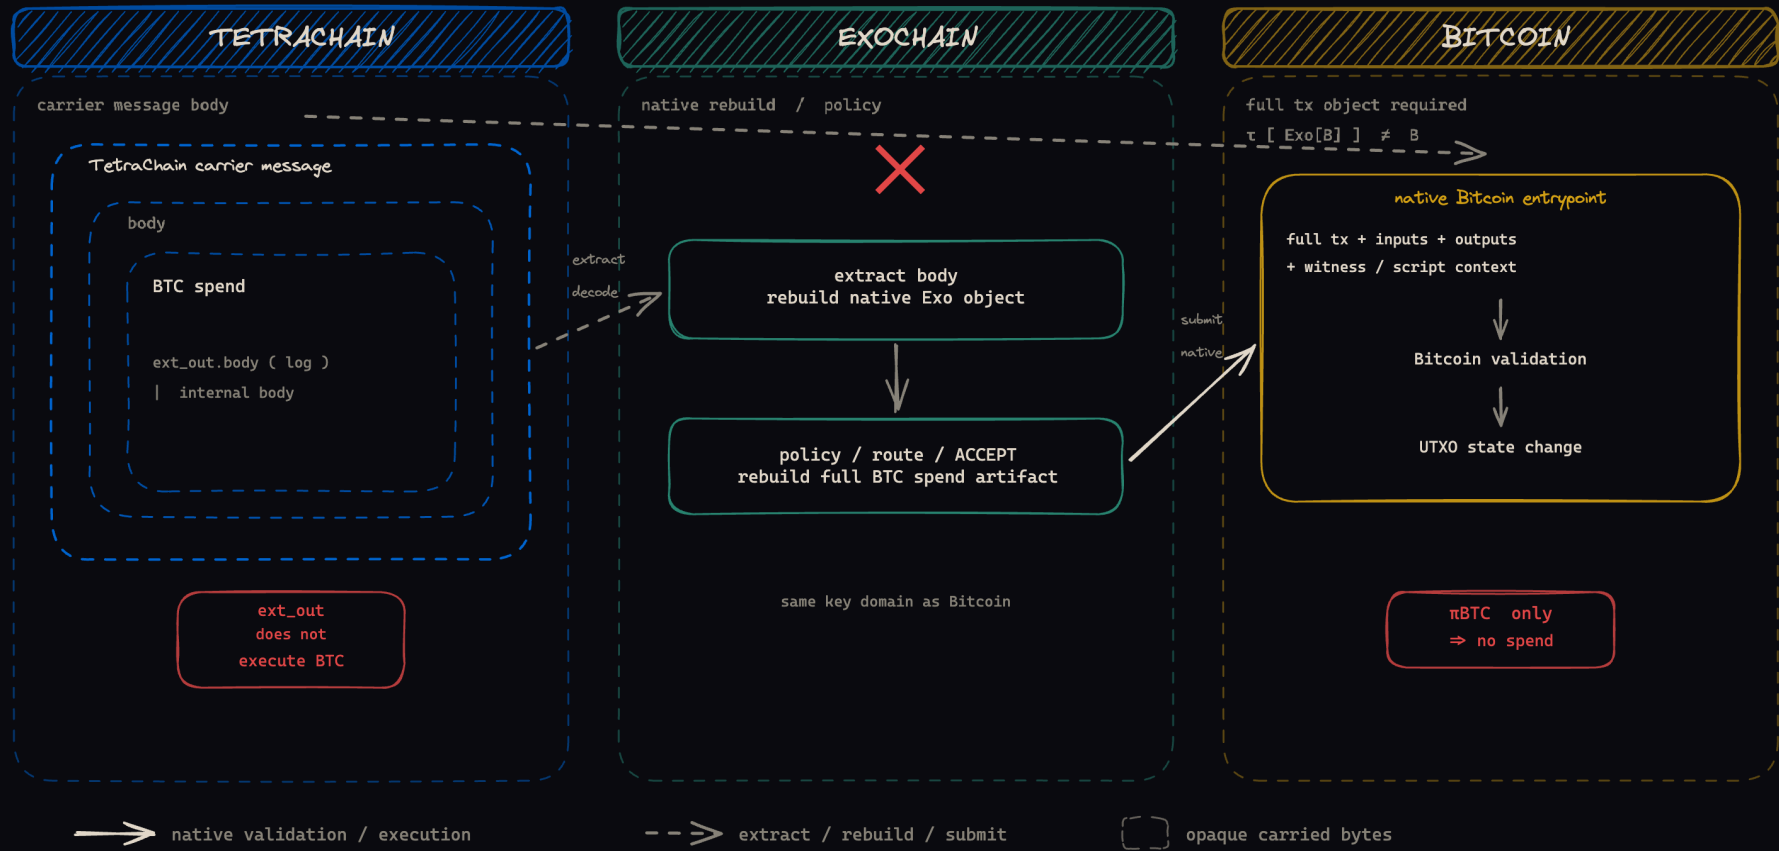 TETRACHAIN
carrier message body
TetraChain carrier message
body
BTC spend
ext_out.body ( log )
| internal body
ext_out
does not
execute BTC
extract
decode
EXOCHAIN
native rebuild / policy
extract body
rebuild native Exo object
policy / route / ACCEPT
rebuild full BTC spend artifact
same key domain as Bitcoin
submit
native
BITCOIN
full tx object required
τ [ Exo[B] ] ≠ B
native Bitcoin entrypoint
full tx + inputs + outputs
+ witness / script context
Bitcoin validation
UTXO state change
πBTC only
⇒ no spend
native validation / execution
extract / rebuild / submit
opaque carried bytes